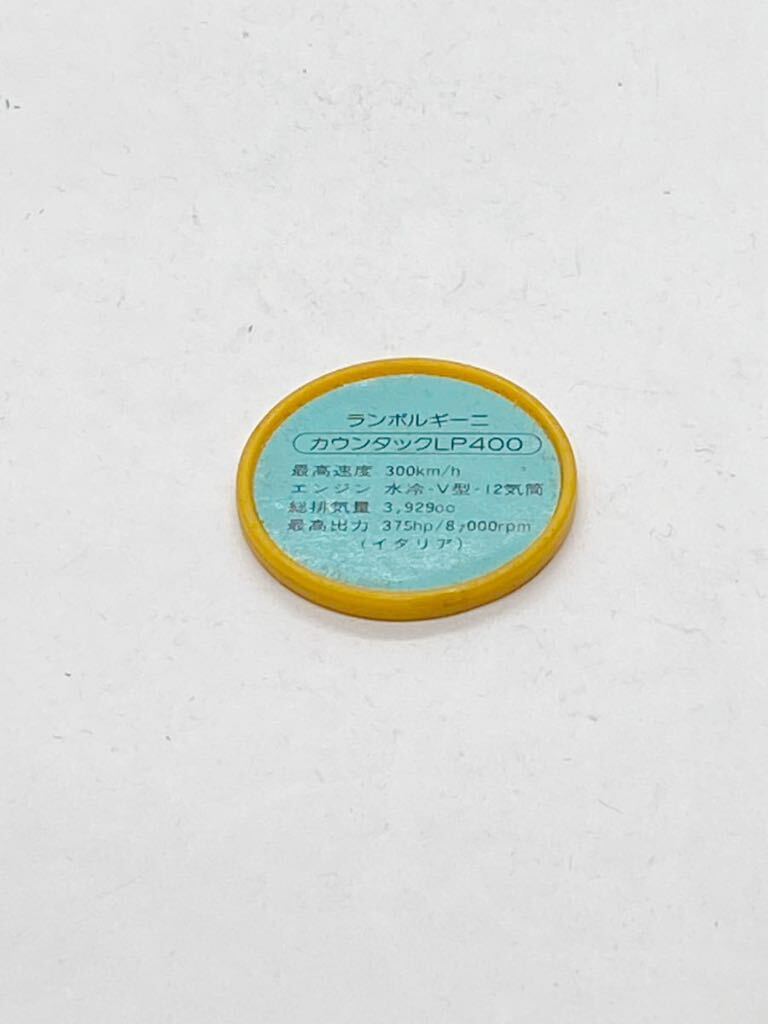 ランボルギーニ
カウンタックLP400
最高速度 300km/h
エンジン 水冷-V型-12気筒
総排気量 3,929cc
最高出力 375hp/8,000rpm
(イタリア)